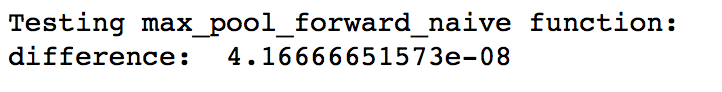 Testing max_pool_forward_naive function:
difference:  4.16666651573e-08